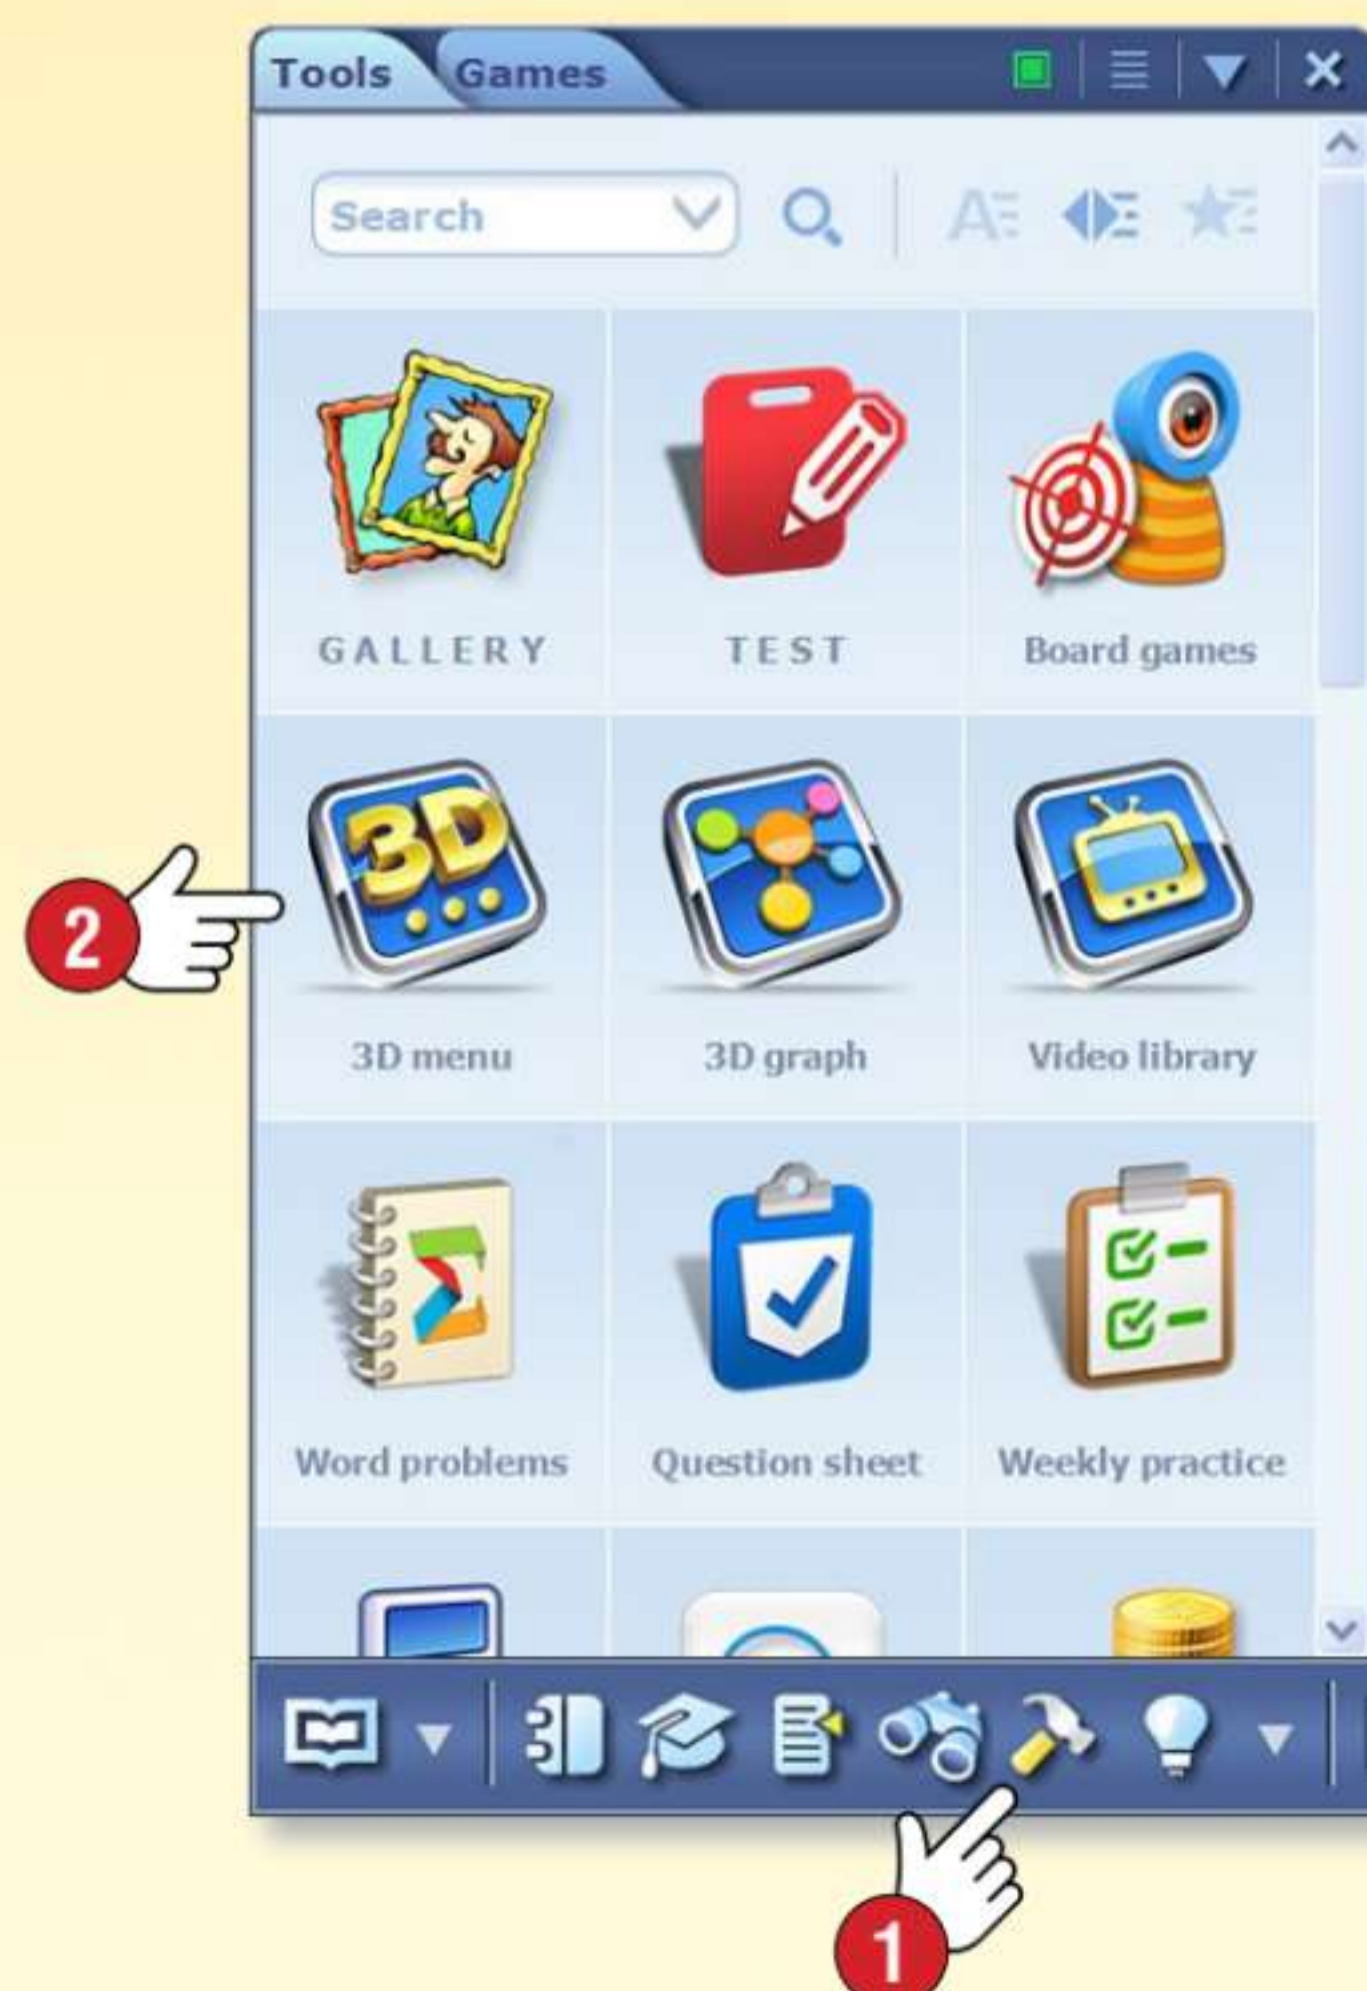 Tools Games
Search
GALLERY TEST Board games
3D
3D menu 3D graph Video library
2
Word problems Question sheet Weekly practice
1